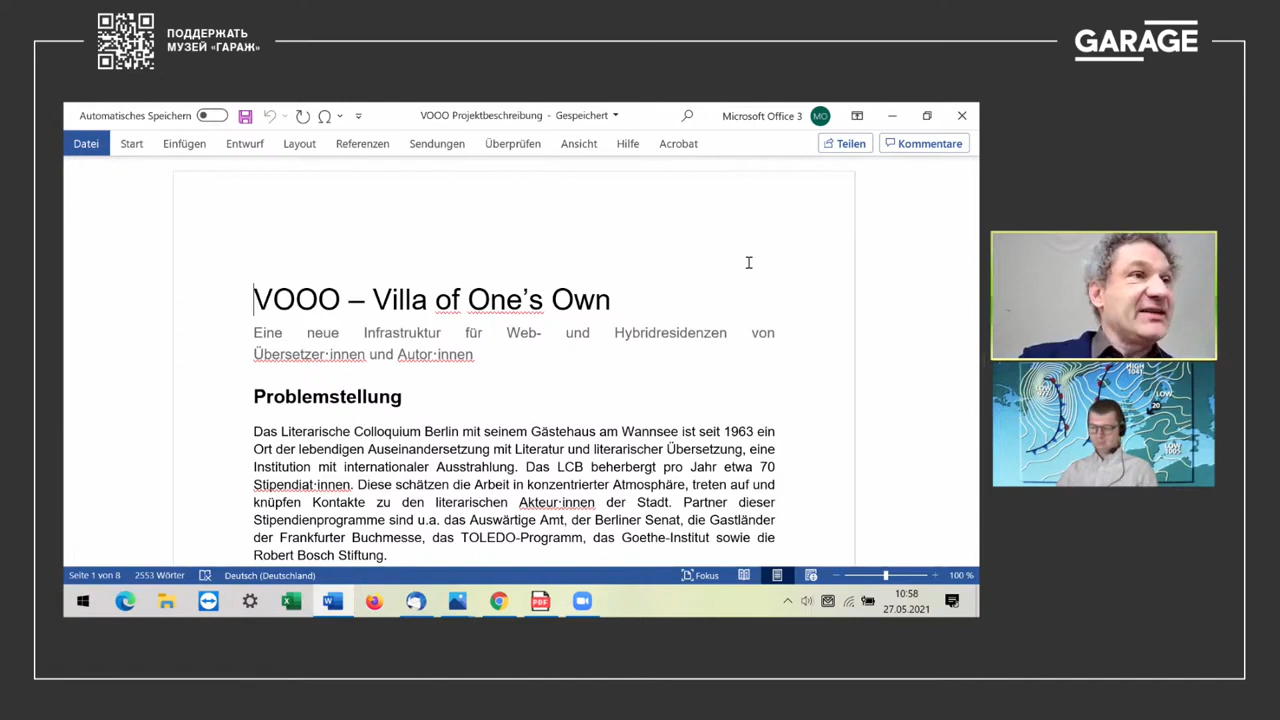 ПОДДЕРЖАТЬ
МУЗЕЙ «ГАРАЖ»
GARAGE
Automatisches Speichern
VOOO Projektbeschreibung - Gespeichert
Microsoft Office 3
MO
Datei Start Einfügen Entwurf Layout Referenzen Sendungen Überprüfen Ansicht Hilfe Acrobat Teilen Kommentare
VOOO – Villa of One’s Own
Eine neue Infrastruktur für Web- und Hybridresidenzen von
Übersetzer·innen und Autor·innen
Problemstellung
Das Literarische Colloquium Berlin mit seinem Gästehaus am Wannsee ist seit 1963 ein
Ort der lebendigen Auseinandersetzung mit Literatur und literarischer Übersetzung, eine
Institution mit internationaler Ausstrahlung. Das LCB beherbergt pro Jahr etwa 70
Stipendiat·innen. Diese schätzen die Arbeit in konzentrierter Atmosphäre, treten auf und
knüpfen Kontakte zu den literarischen Akteur·innen der Stadt. Partner dieser
Stipendienprogramme sind u.a. das Auswärtige Amt, der Berliner Senat, die Gastländer
der Frankfurter Buchmesse, das TOLEDO-Programm, das Goethe-Institut sowie die
Robert Bosch Stiftung.
Seite 1 von 8 2553 Wörter Deutsch (Deutschland) Fokus 100 %
PDF
10:58
27.05.2021
HIGH
1041
LOW
LOW
20
LOW